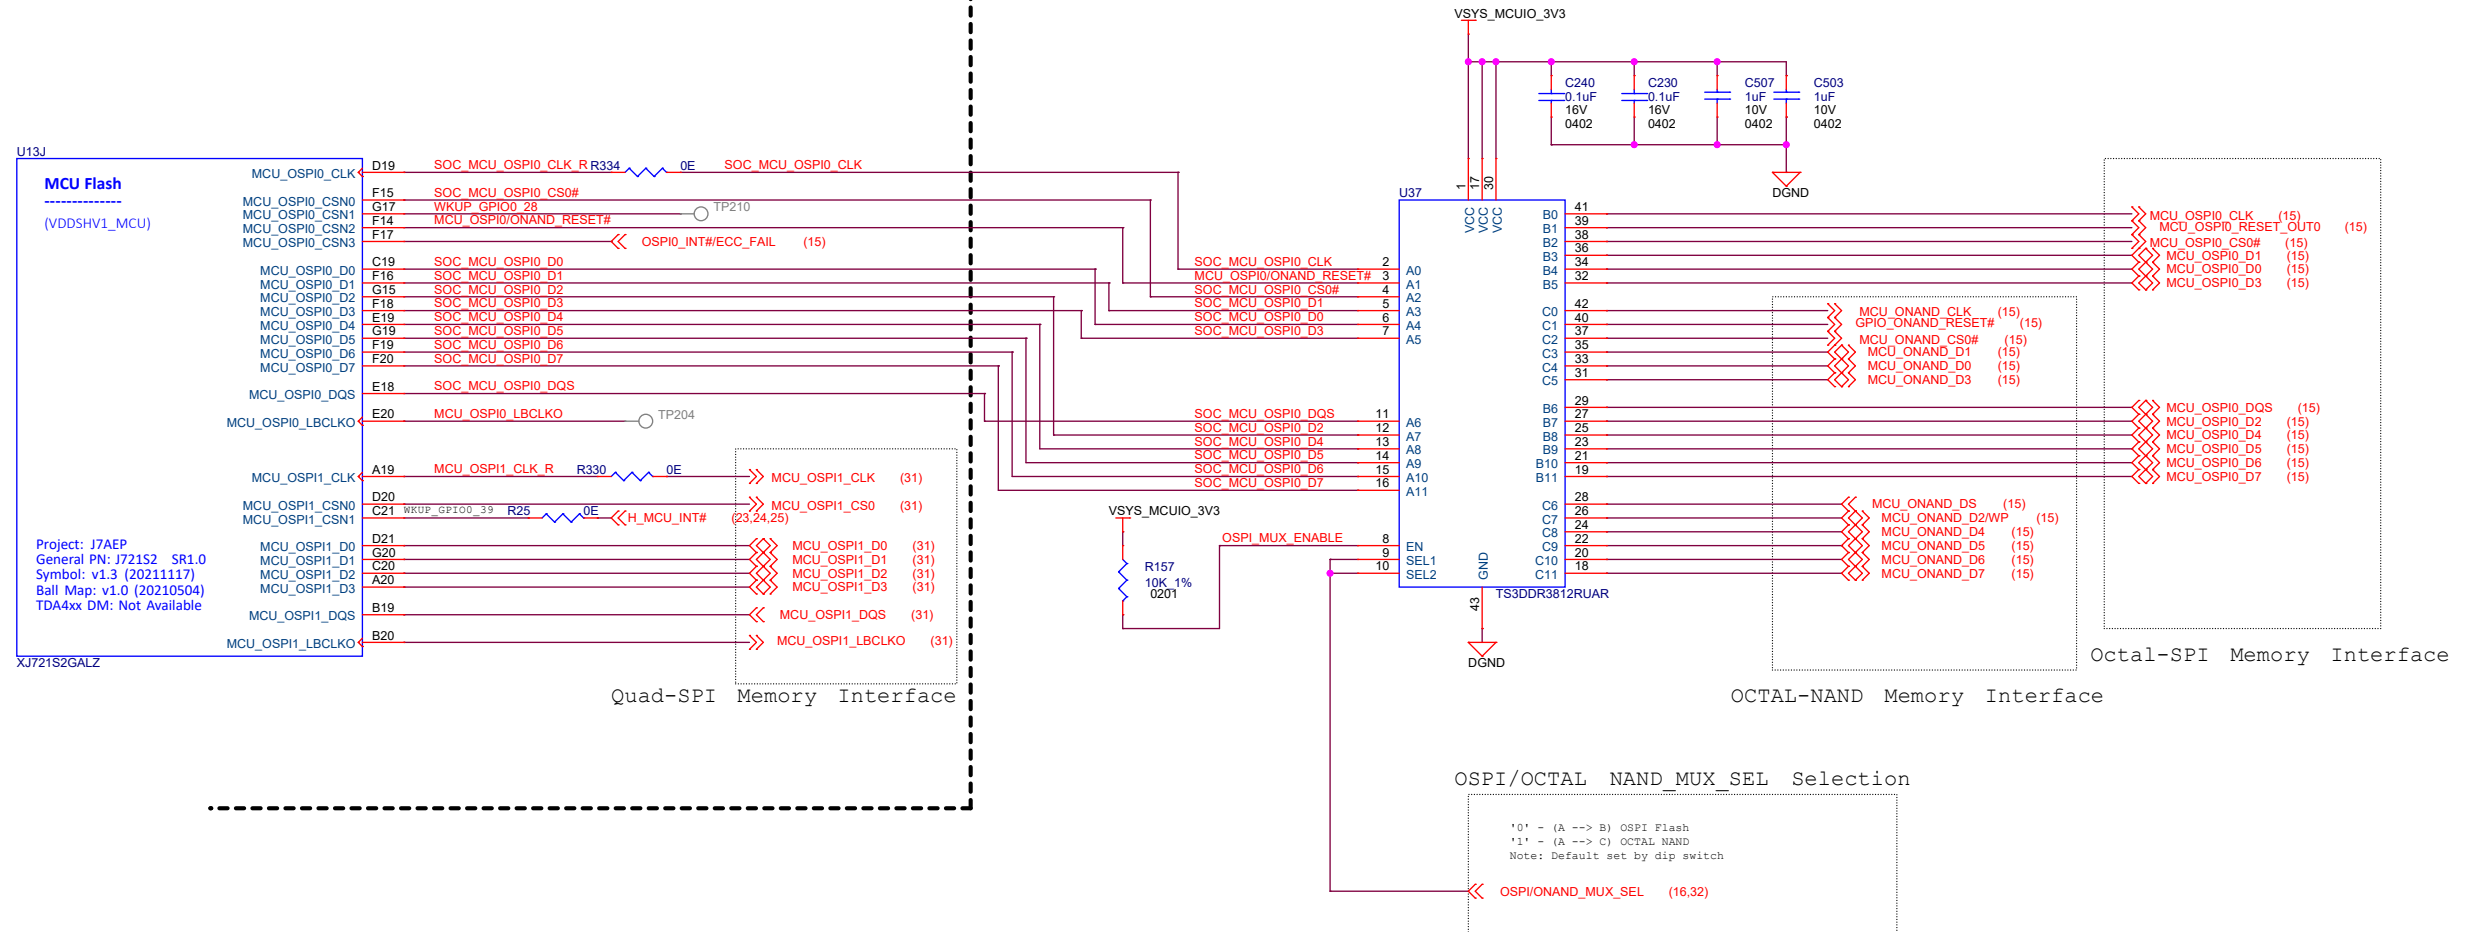 VSYS_MCUIO_3V3
C240
0.1uF
16V
0402
C230
0.1uF
16V
0402
C507
1uF
10V
0402
C503
1uF
10V
0402
DGND
U13J
MCU Flash
--------------
(VDDSHV1_MCU)
MCU_OSPI0_CLK D19 SOC_MCU_OSPI0_CLK_R R334 0E SOC_MCU_OSPI0_CLK
MCU_OSPI0_CSN0 F15 SOC_MCU_OSPI0_CS0#
MCU_OSPI0_CSN1 G17 WKUP_GPIO0_28 TP210
MCU_OSPI0_CSN2 F14 MCU_OSPI0/ONAND_RESET#
MCU_OSPI0_CSN3 F17 OSPI0_INT#/ECC_FAIL (15)
MCU_OSPI0_D0 C19 SOC_MCU_OSPI0_D0
MCU_OSPI0_D1 F16 SOC_MCU_OSPI0_D1
MCU_OSPI0_D2 G15 SOC_MCU_OSPI0_D2
MCU_OSPI0_D3 F18 SOC_MCU_OSPI0_D3
MCU_OSPI0_D4 E19 SOC_MCU_OSPI0_D4
MCU_OSPI0_D5 G19 SOC_MCU_OSPI0_D5
MCU_OSPI0_D6 F19 SOC_MCU_OSPI0_D6
MCU_OSPI0_D7 F20 SOC_MCU_OSPI0_D7
MCU_OSPI0_DQS E18 SOC_MCU_OSPI0_DQS
MCU_OSPI0_LBCLKO E20 MCU_OSPI0_LBCLKO TP204
MCU_OSPI1_CLK A19 MCU_OSPI1_CLK_R R330 0E MCU_OSPI1_CLK (31)
MCU_OSPI1_CSN0 D20 MCU_OSPI1_CS0 (31)
MCU_OSPI1_CSN1 C21 WKUP_GPIO0_39 R25 0E H_MCU_INT# (23,24,25)
MCU_OSPI1_D0 D21 MCU_OSPI1_D0 (31)
MCU_OSPI1_D1 G20 MCU_OSPI1_D1 (31)
MCU_OSPI1_D2 C20 MCU_OSPI1_D2 (31)
MCU_OSPI1_D3 A20 MCU_OSPI1_D3 (31)
MCU_OSPI1_DQS B19 MCU_OSPI1_DQS (31)
MCU_OSPI1_LBCLKO B20 MCU_OSPI1_LBCLKO (31)
Project: J7AEP
General PN: J721S2 SR1.0
Symbol: v1.3 (20211117)
Ball Map: v1.0 (20210504)
TDA4xx DM: Not Available
XJ721S2GALZ
Quad-SPI Memory Interface
U37
1 17 30
VCC VCC VCC
SOC_MCU_OSPI0_CLK 2 A0
MCU_OSPI0/ONAND_RESET# 3 A1
SOC_MCU_OSPI0_CS0# 4 A2
SOC_MCU_OSPI0_D1 5 A3
SOC_MCU_OSPI0_D0 6 A4
SOC_MCU_OSPI0_D3 7 A5
SOC_MCU_OSPI0_DQS 11 A6
SOC_MCU_OSPI0_D2 12 A7
SOC_MCU_OSPI0_D4 13 A8
SOC_MCU_OSPI0_D5 14 A9
SOC_MCU_OSPI0_D6 15 A10
SOC_MCU_OSPI0_D7 16 A11
VSYS_MCUIO_3V3
OSPI_MUX_ENABLE 8 EN
9 SEL1
10 SEL2
R157
10K_1%
0201
GND
43
DGND
TS3DDR3812RUAR
B0 41 MCU_OSPI0_CLK (15)
B1 39 MCU_OSPI0_RESET_OUT0 (15)
B2 38 MCU_OSPI0_CS0# (15)
B3 36 MCU_OSPI0_D1 (15)
B4 34 MCU_OSPI0_D0 (15)
B5 32 MCU_OSPI0_D3 (15)
C0 42 MCU_ONAND_CLK (15)
C1 40 GPIO_ONAND_RESET# (15)
C2 37 MCU_ONAND_CS0# (15)
C3 35 MCU_ONAND_D1 (15)
C4 33 MCU_ONAND_D0 (15)
C5 31 MCU_ONAND_D3 (15)
B6 29 MCU_OSPI0_DQS (15)
B7 27 MCU_OSPI0_D2 (15)
B8 25 MCU_OSPI0_D4 (15)
B9 23 MCU_OSPI0_D5 (15)
B10 21 MCU_OSPI0_D6 (15)
B11 19 MCU_OSPI0_D7 (15)
C6 28 MCU_ONAND_DS (15)
C7 26 MCU_ONAND_D2/WP (15)
C8 24 MCU_ONAND_D4 (15)
C9 22 MCU_ONAND_D5 (15)
C10 20 MCU_ONAND_D6 (15)
C11 18 MCU_ONAND_D7 (15)
Octal-SPI Memory Interface
OCTAL-NAND Memory Interface
OSPI/OCTAL NAND_MUX_SEL Selection
'0' - (A --> B) OSPI Flash
'1' - (A --> C) OCTAL NAND
Note: Default set by dip switch
OSPI/ONAND_MUX_SEL (16,32)